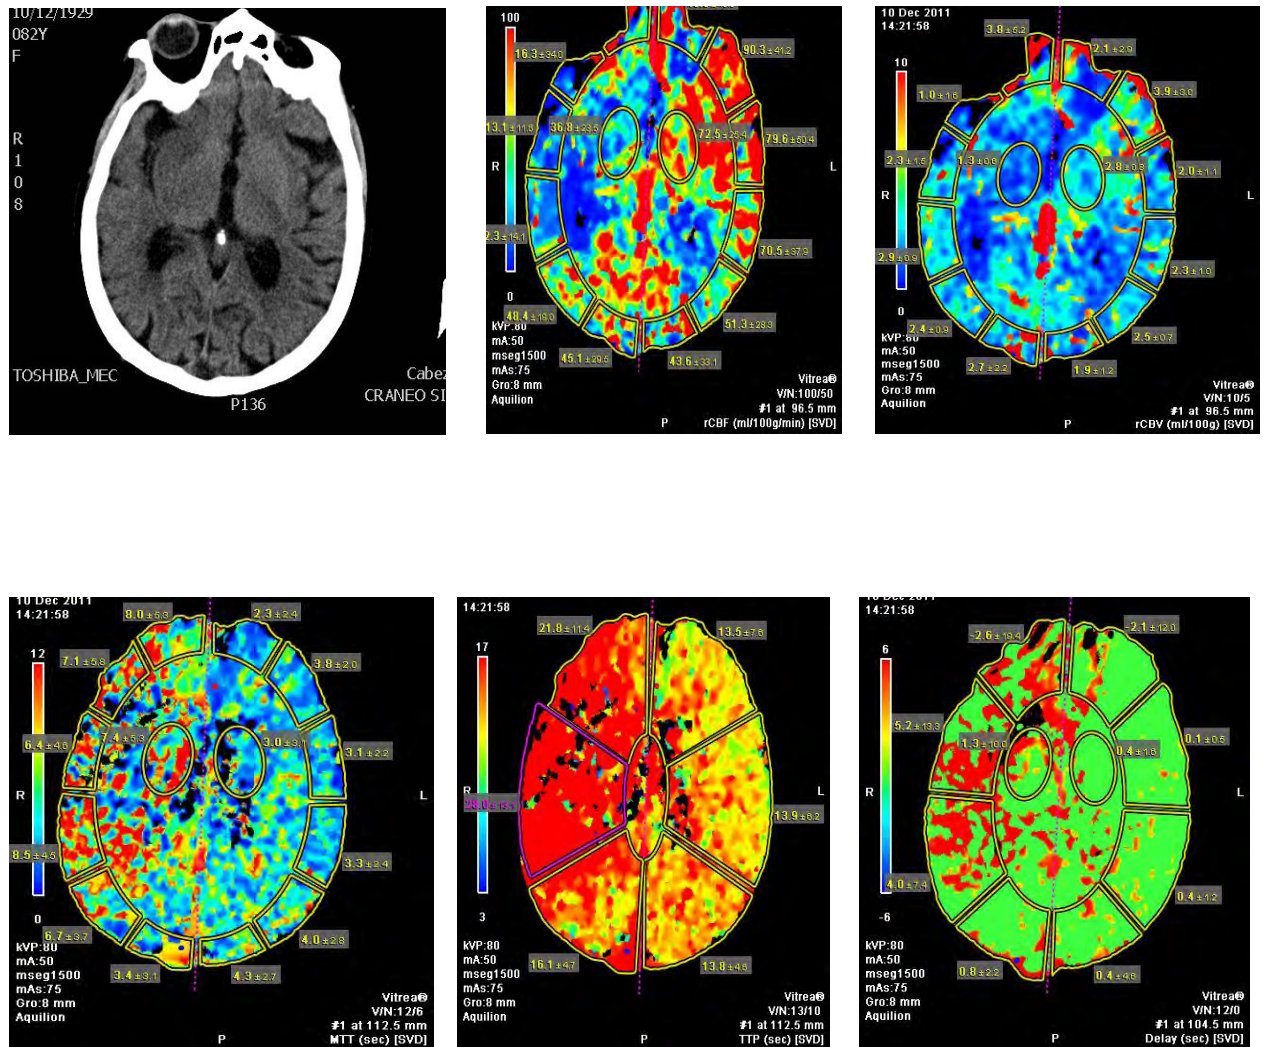 10/12/1929
082Y
F
R
1
0
8
TOSHIBA_MEC
Cabez
CRANEO SI
P136
100
16.3±34.0
90.3±41.2
13.1±11.6
36.8±23.5
72.5±25.4
79.6±50.4
R
L
2.3±14.1
70.5±37.9
0
48.4±18.0
51.3±28.3
45.1±29.5
43.6±33.1
kVP:80
mA:50
mseg1500
mAs:75
Gro:8 mm
Aquilion
Vitrea®
V/N:100/50
#1 at 96.5 mm
P
rCBF (ml/100g/min) [SVD]
10 Dec 2011
14:21:58
3.8±5.2
2.1±2.9
10
1.0±1.6
3.9±3.6
2.3±1.5
1.3±0.6
2.8±0.9
2.0±1.1
R
L
2.9±0.9
2.3±1.0
0
2.4±0.9
2.5±0.7
2.7±2.2
1.9±1.2
kVP:80
mA:50
mseg1500
mAs:75
Gro:8 mm
Aquilion
Vitrea®
V/N:10/5
#1 at 96.5 mm
P
rCBV (ml/100g) [SVD]
10 Dec 2011
14:21:58
8.0±5.3
2.3±2.4
12
7.1±5.8
3.8±2.0
6.4±4.6
7.4±5.3
3.0±3.1
3.1±2.2
R
L
8.5±4.5
3.3±2.4
0
6.7±3.7
4.0±2.8
3.4±3.1
4.3±2.7
kVP:80
mA:50
mseg1500
mAs:75
Gro:8 mm
Aquilion
Vitrea®
V/N:12/6
#1 at 112.5 mm
P
MTT (sec) [SVD]
14:21:58
21.8±11.4
13.5±7.6
17
R
L
13.9±6.2
3
16.1±4.7
13.8±4.6
kVP:80
mA:50
mseg1500
mAs:75
Gro:8 mm
Aquilion
Vitrea®
V/N:13/10
#1 at 112.5 mm
P
TTP (sec) [SVD]
10 Dec 2011
14:21:58
-2.6±19.4
-2.1±12.0
6
5.2±13.3
1.3±10.0
0.4±1.6
0.1±0.5
R
L
4.0±7.4
0.4±1.2
-6
0.8±2.2
0.4±4.6
kVP:80
mA:50
mseg1500
mAs:75
Gro:8 mm
Aquilion
Vitrea®
V/N:12/0
#1 at 104.5 mm
P
Delay (sec) [SVD]